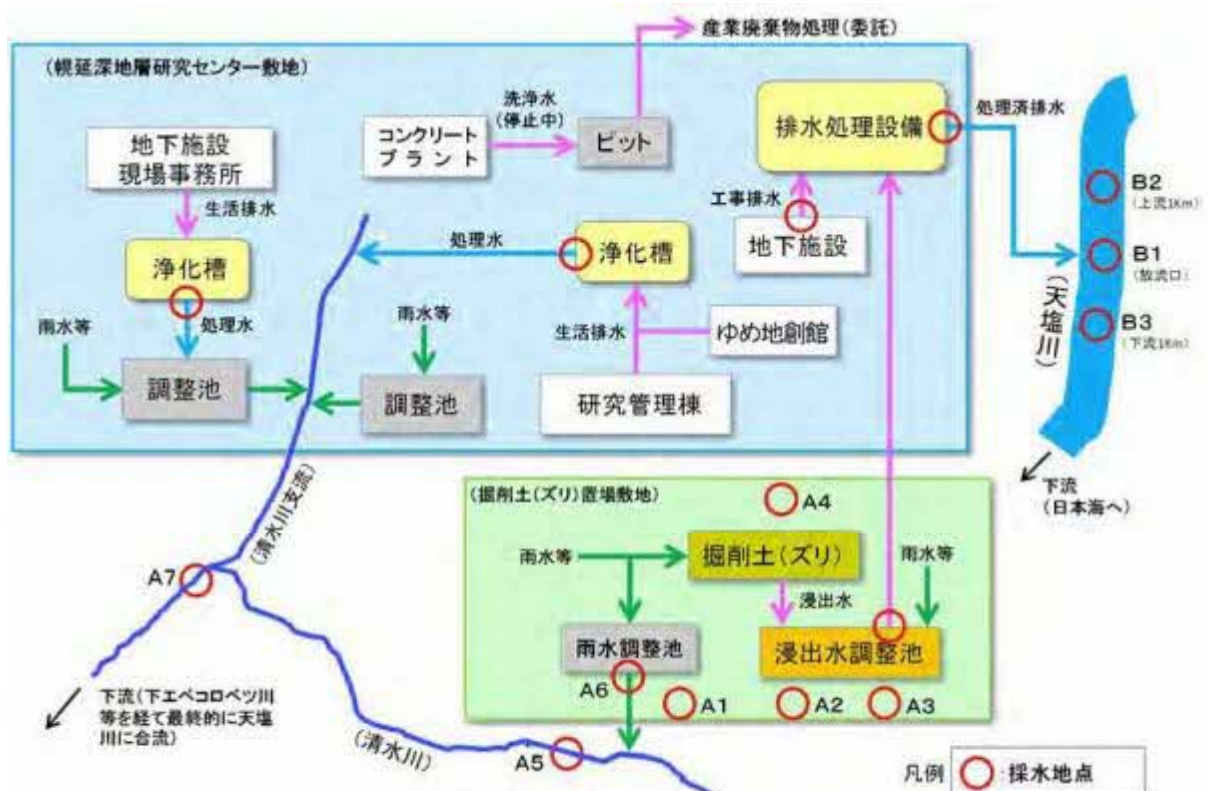 産業廃棄物処理(委託)
(幌延深地層研究センター敷地)
洗浄水
(停止中)
コンクリート
プラント
ピット
排水処理設備
処理済排水
地下施設
現場事務所
生活排水
工事排水
地下施設
B2
(上流1Km)
処理水
浄化槽
B1
(放流口)
浄化槽
雨水等
処理水
雨水等
生活排水
ゆめ地創館
(天塩川)
B3
(下流1Km)
調整池
調整池
研究管理棟
下流
(日本海へ)
(清水川支流)
(掘削土(ズリ)置場敷地)
A4
雨水等
掘削土(ズリ)
雨水等
A7
浸出水
雨水調整池
浸出水調整池
A6
A1
A2
A3
下流(下エベコロベツ川
等を経て最終的に天塩
川に合流)
(清水川)
A5
凡例
:採水地点